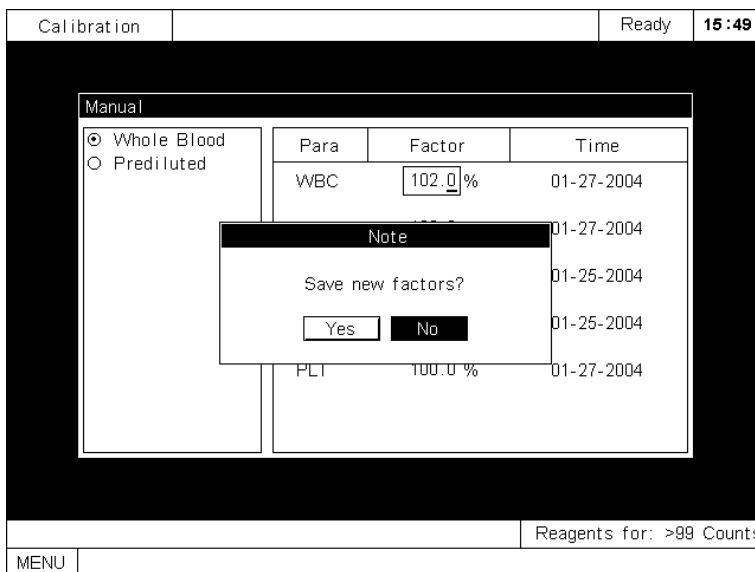 Calibration Ready 15:49
Manual
Whole Blood
Prediluted
Para Factor Time
WBC 102.0 % 01-27-2004
01-27-2004
Note
Save new factors?
01-25-2004
Yes No
01-25-2004
PLT 100.0 % 01-27-2004
Reagents for: >99 Counts
MENU